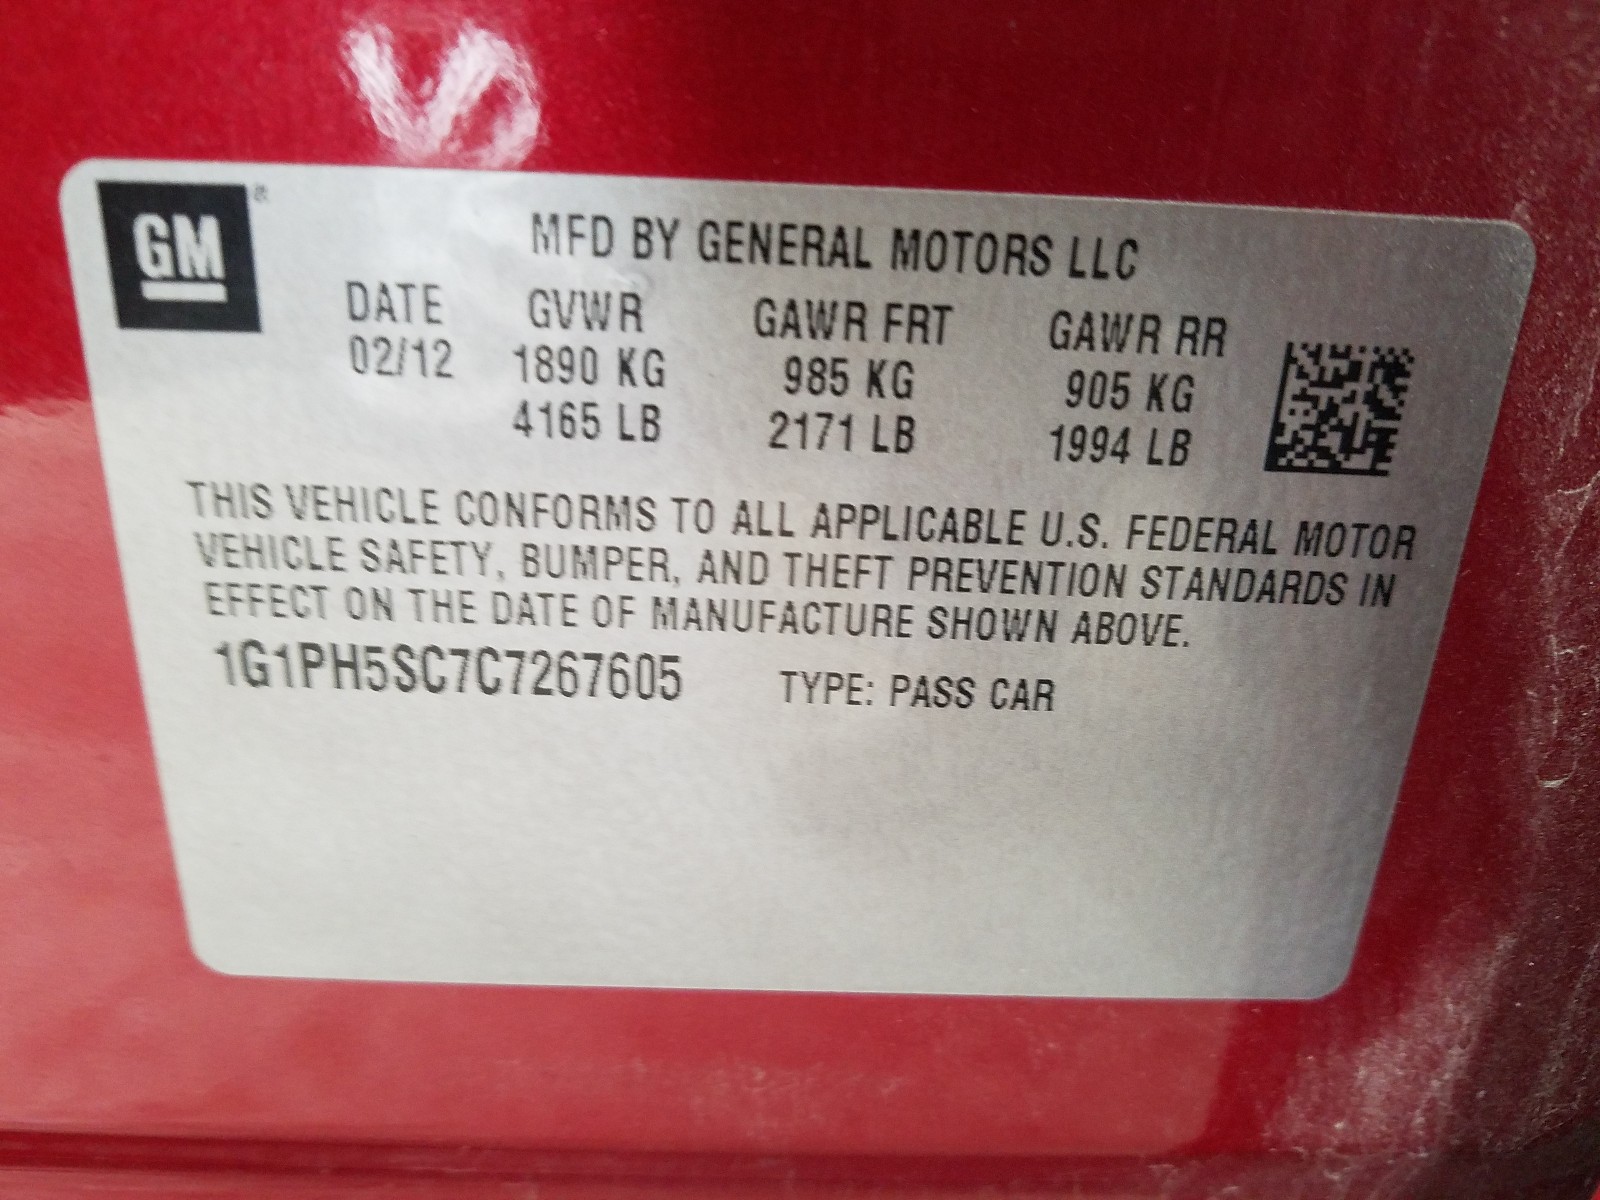 GM ®
MFD BY GENERAL MOTORS LLC
DATE GVWR GAWR FRT GAWR RR
02/12 1890 KG 985 KG 905 KG
4165 LB 2171 LB 1994 LB
THIS VEHICLE CONFORMS TO ALL APPLICABLE U.S. FEDERAL MOTOR
VEHICLE SAFETY, BUMPER, AND THEFT PREVENTION STANDARDS IN
EFFECT ON THE DATE OF MANUFACTURE SHOWN ABOVE.
1G1PH5SC7C7267605 TYPE: PASS CAR